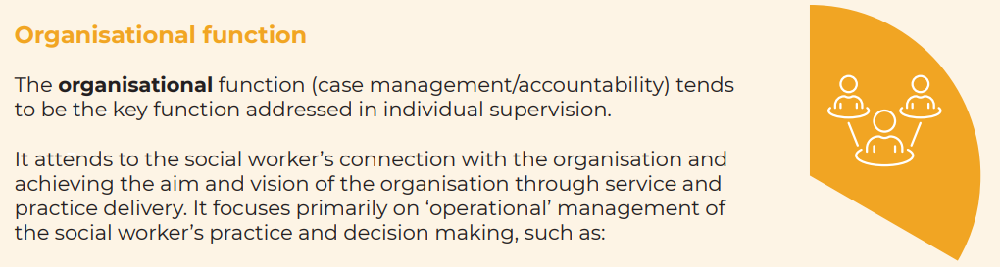 Organisational function
The organisational function (case management/accountability) tends
to be the key function addressed in individual supervision.
It attends to the social worker’s connection with the organisation and
achieving the aim and vision of the organisation through service and
practice delivery. It focuses primarily on ‘operational’ management of
the social worker’s practice and decision making, such as: